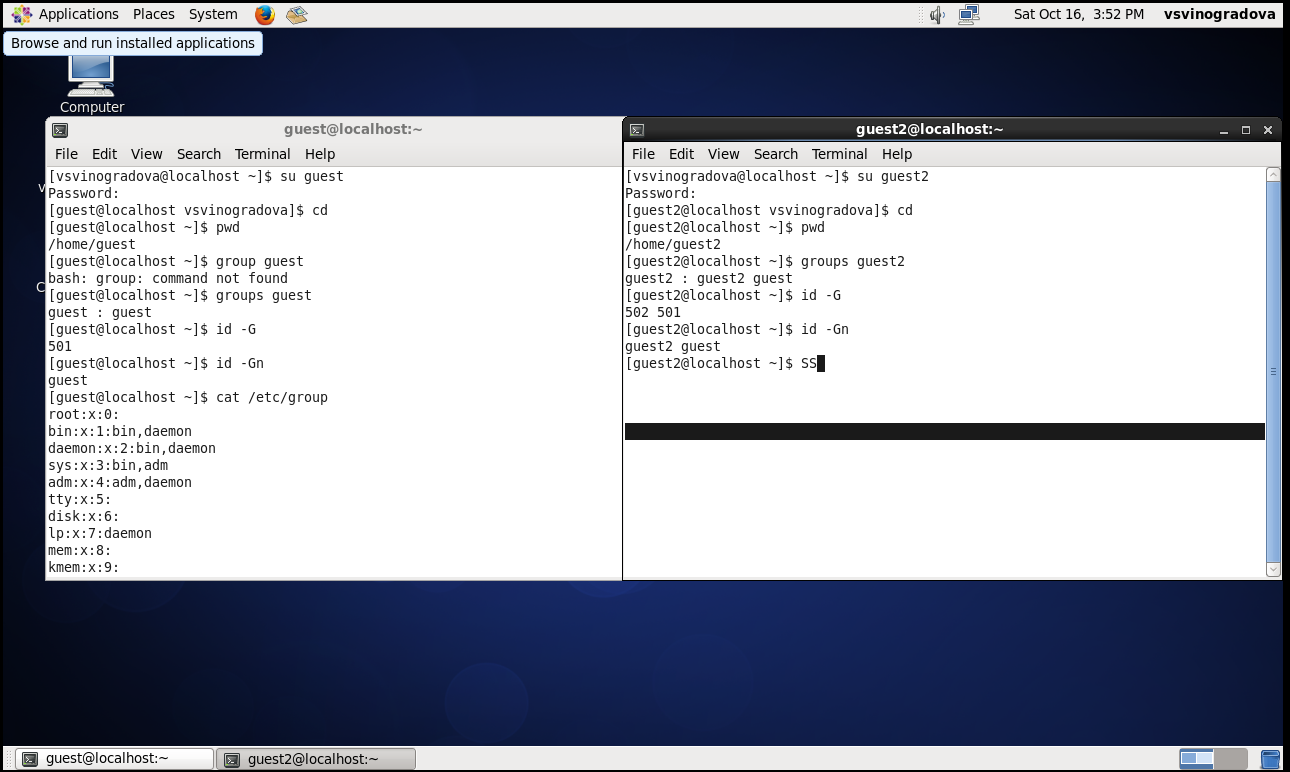 Applications Places System Sat Oct 16, 3:52 PM vsvinogradova
Browse and run installed applications
Computer
guest@localhost:~
File Edit View Search Terminal Help
[vsvinogradova@localhost ~]$ su guest
Password:
[guest@localhost vsvinogradova]$ cd
[guest@localhost ~]$ pwd
/home/guest
[guest@localhost ~]$ group guest
bash: group: command not found
[guest@localhost ~]$ groups guest
guest : guest
[guest@localhost ~]$ id -G
501
[guest@localhost ~]$ id -Gn
guest
[guest@localhost ~]$ cat /etc/group
root:x:0:
bin:x:1:bin,daemon
daemon:x:2:bin,daemon
sys:x:3:bin,adm
adm:x:4:adm,daemon
tty:x:5:
disk:x:6:
lp:x:7:daemon
mem:x:8:
kmem:x:9:
guest2@localhost:~
File Edit View Search Terminal Help
[vsvinogradova@localhost ~]$ su guest2
Password:
[guest2@localhost vsvinogradova]$ cd
[guest2@localhost ~]$ pwd
/home/guest2
[guest2@localhost ~]$ groups guest2
guest2 : guest2 guest
[guest2@localhost ~]$ id -G
502 501
[guest2@localhost ~]$ id -Gn
guest2 guest
[guest2@localhost ~]$ SS
guest@localhost:~ guest2@localhost:~